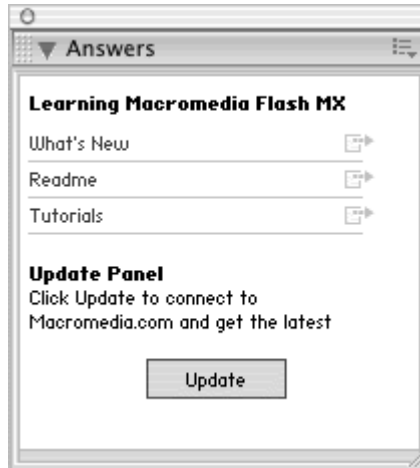 Answers
Learning Macromedia Flash MX
What's New
Readme
Tutorials
Update Panel
Click Update to connect to
Macromedia.com and get the latest
Update